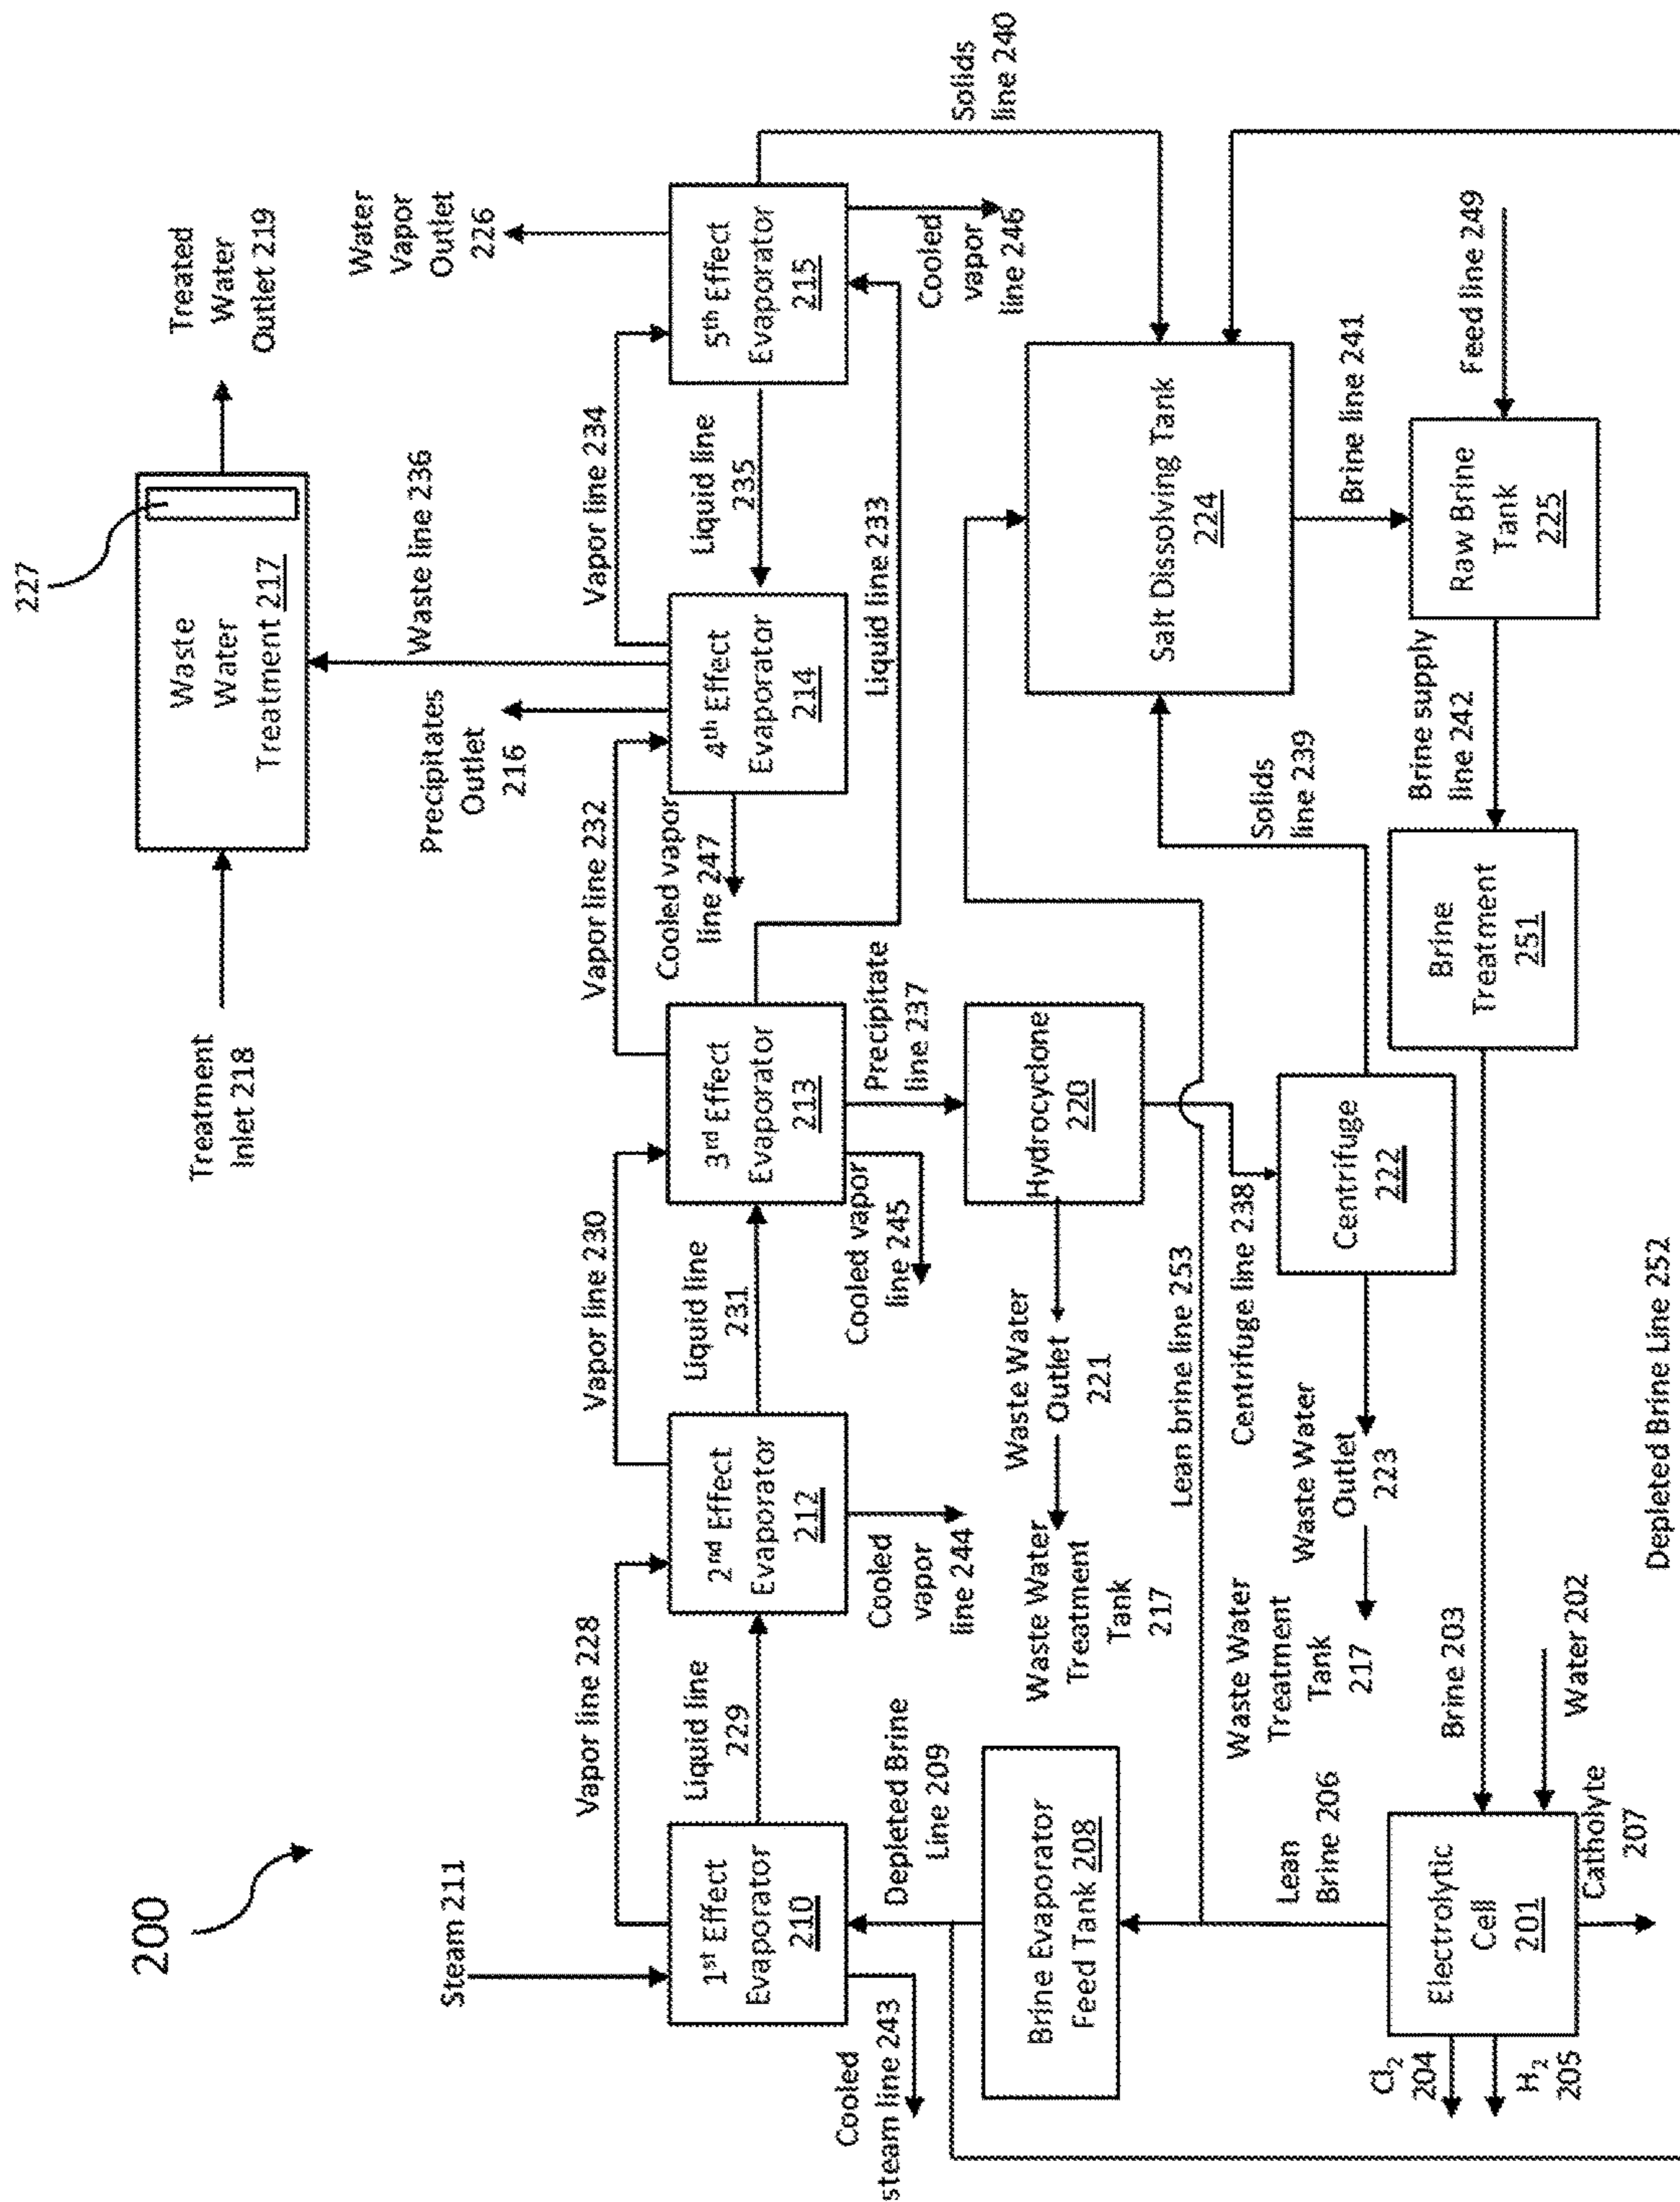 200
227
Treatment
Inlet 218
Waste
Water
Treatment 217
Treated
Water
Outlet 219
Steam 211
Precipitates
Outlet
216
Waste line 236
Water
Vapor
Outlet
226
Vapor line 228
Vapor line 230
Vapor line 232
Vapor line 234
1st Effect
Evaporator
210
Liquid line
229
2nd Effect
Evaporator
212
Liquid line
231
3rd Effect
Evaporator
213
Cooled vapor
line 247
4th Effect
Evaporator
214
Liquid line
235
5th Effect
Evaporator
215
Solids
line 240
Cooled
steam line 243
Depleted Brine
Line 209
Cooled
vapor
line 244
Cooled vapor
line 245
Precipitate
line 237
Liquid line 233
Cooled
vapor
line 246
Brine Evaporator
Feed Tank 208
Waste Water
Treatment
Tank
217
Waste Water
Outlet
221
Hydrocyclone
220
Salt Dissolving Tank
224
Lean brine line 253
Centrifuge line 238
Solids
line 239
Brine line 241
Waste Water
Treatment
Tank
217
Waste Water
Outlet
223
Centrifuge
222
Lean
Brine 206
Cl2
204
H2
205
Electrolytic
Cell
201
Catholyte
207
Brine 203
Water 202
Brine
Treatment
251
Brine supply
line 242
Raw Brine
Tank
225
Feed line 249
Depleted Brine Line 252